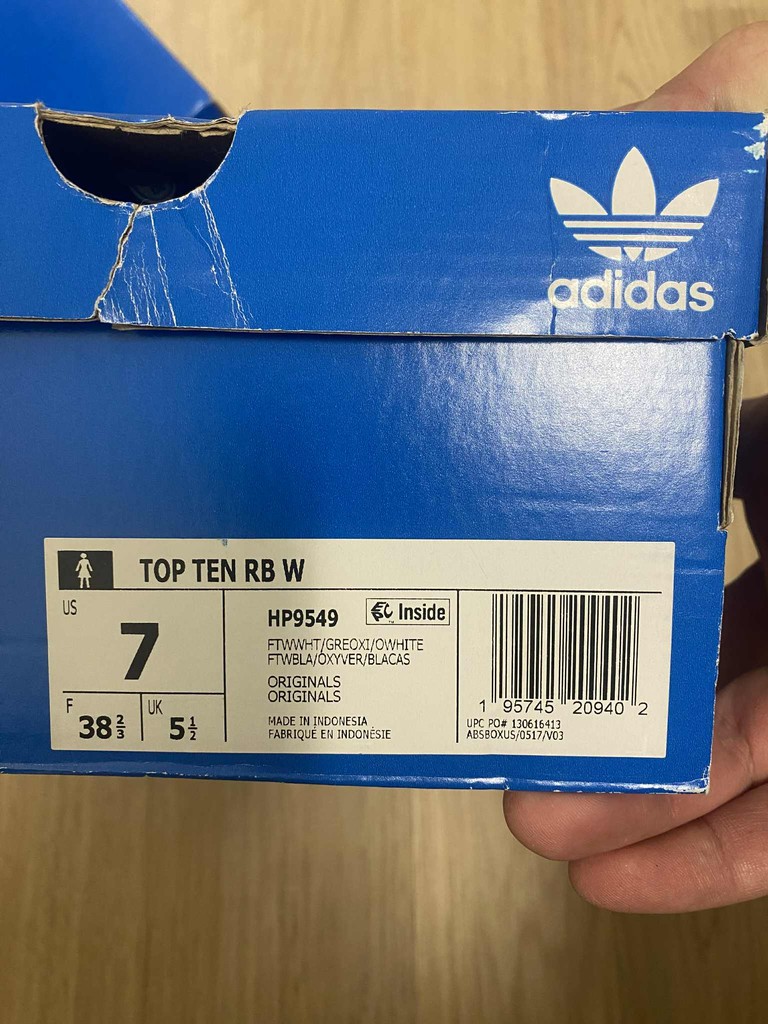 adidas
TOP TEN RB W
US
7
F
38 2/3
UK
5 1/2
HP9549
EC Inside
™
FTWWHT/GREOXI/OWHITE
FTWBLA/OXYVER/BLACAS
ORIGINALS
ORIGINALS
MADE IN INDONESIA
FABRIQUÉ EN INDONÉSIE
1 95745 20940 2
UPC PO# 130616413
ABSBOXUS/0517/V03